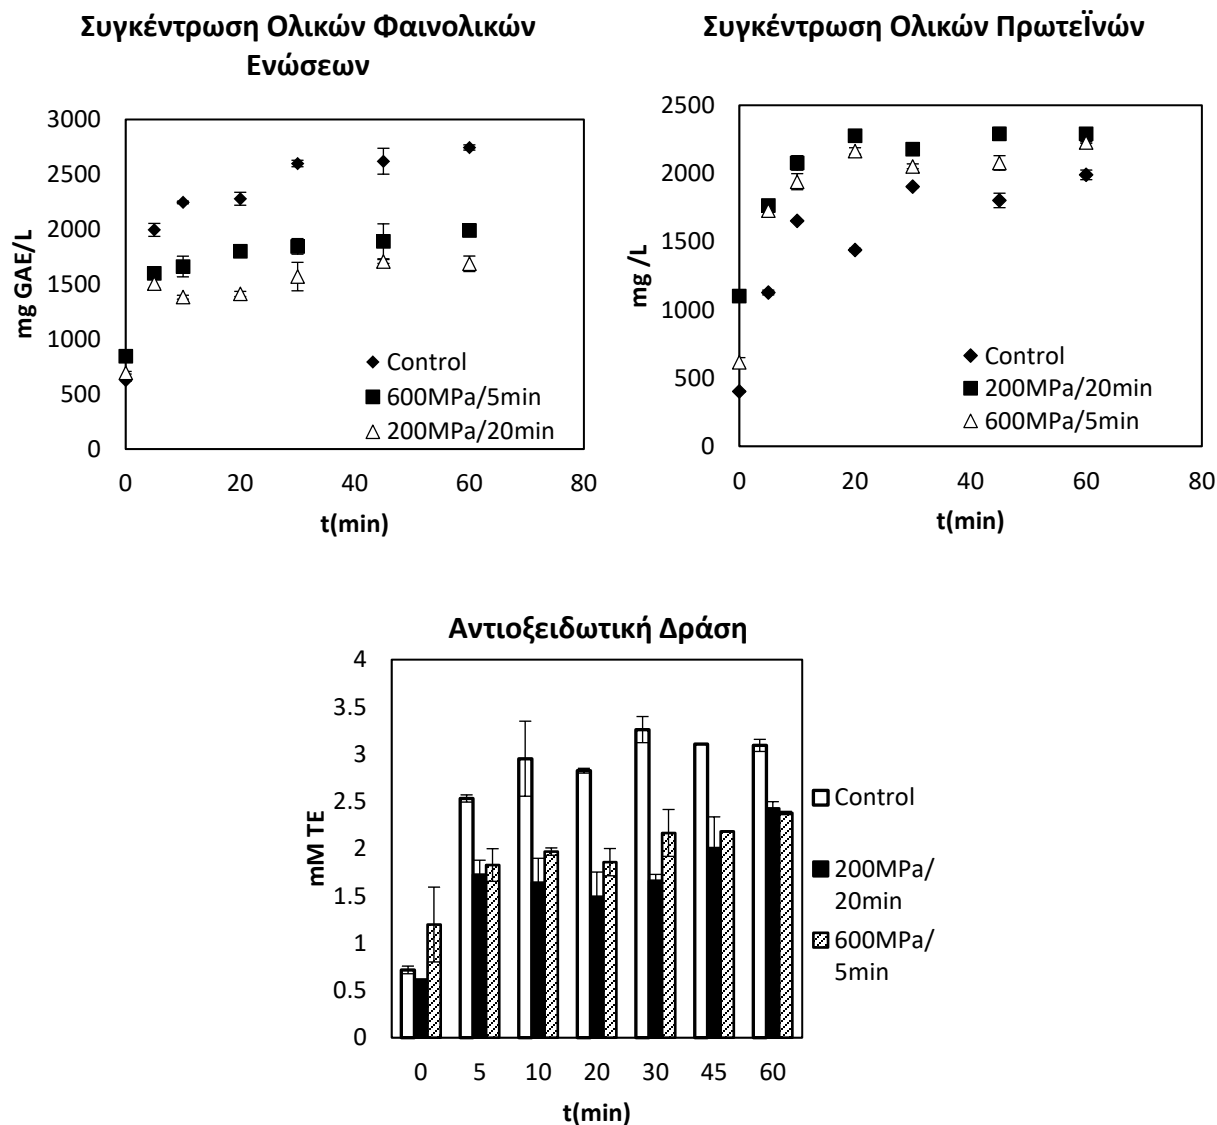 Συγκέντρωση Ολικών Φαινολικών
Ενώσεων
3000
2500
2000
1500
1000
500
0
mg GAE/L
Control
600MPa/5min
200MPa/20min
0
20
40
60
80
t(min)
Συγκέντρωση Ολικών ΠρωτεΪνών
2500
2000
1500
1000
500
0
mg /L
Control
200MPa/20min
600MPa/5min
0
20
40
60
80
t(min)
Αντιοξειδωτική Δράση
4
3.5
3
2.5
2
1.5
1
0.5
0
mM TE
Control
200MPa/
20min
600MPa/
5min
0
5
10
20
30
45
60
t(min)